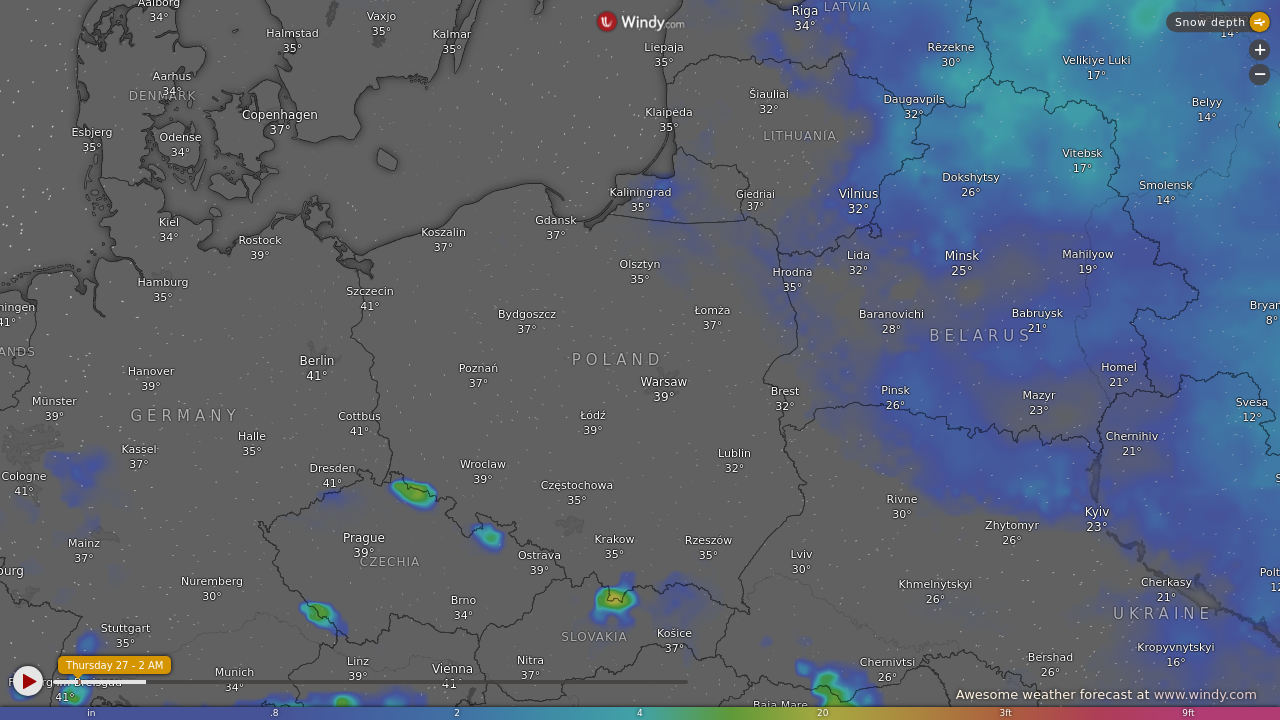 Aalborg
34°
Vaxjo
35°
Halmstad
35°
Kalmar
35°
Windy.com
Riga
34°
LATVIA
Snow depth
14°
Liepaja
35°
Rēzekne
30°
Velikiye Luki
17°
+
−
Aarhus
34°
DENMARK
Šiauliai
32°
Daugavpils
32°
Belyy
14°
Copenhagen
37°
Klaipėda
35°
Esbjerg
35°
Odense
34°
LITHUANIA
Vitebsk
17°
Dokshytsy
26°
Smolensk
14°
Kaliningrad
35°
Giedriai
37°
Vilnius
32°
Kiel
34°
Gdansk
37°
Koszalin
37°
Rostock
39°
Olsztyn
35°
Hrodna
35°
Lida
32°
Minsk
25°
Mahilyow
19°
Hamburg
35°
Szczecin
41°
41°
Bydgoszcz
37°
Łomża
37°
Baranovichi
28°
Babruysk
21°
8°
BELARUS
POLAND
Berlin
41°
Hanover
39°
Poznań
37°
Warsaw
39°
Homel
21°
Brest
32°
Pinsk
26°
Mazyr
23°
Svesa
12°
Münster
39°
GERMANY
Cottbus
41°
Łódź
39°
Halle
35°
Kassel
37°
Chernihiv
21°
Lublin
32°
Dresden
41°
Wroclaw
39°
Cologne
41°
Częstochowa
35°
Rivne
30°
Kyiv
23°
Zhytomyr
26°
Prague
39°
CZECHIA
Mainz
37°
Krakow
35°
Rzeszów
35°
Ostrava
39°
Lviv
30°
Nuremberg
30°
Khmelnytskyi
26°
Cherkasy
21°
Brno
34°
UKRAINE
Stuttgart
35°
SLOVAKIA
Košice
37°
Kropyvnytskyi
16°
Bershad
26°
Chernivtsi
26°
Thursday 27 - 2 AM
Munich
34°
Linz
39°
Vienna
41°
Nitra
37°
41°
Baia Mare
Awesome weather forecast at www.windy.com
in .8 2 4 20 3ft 9ft